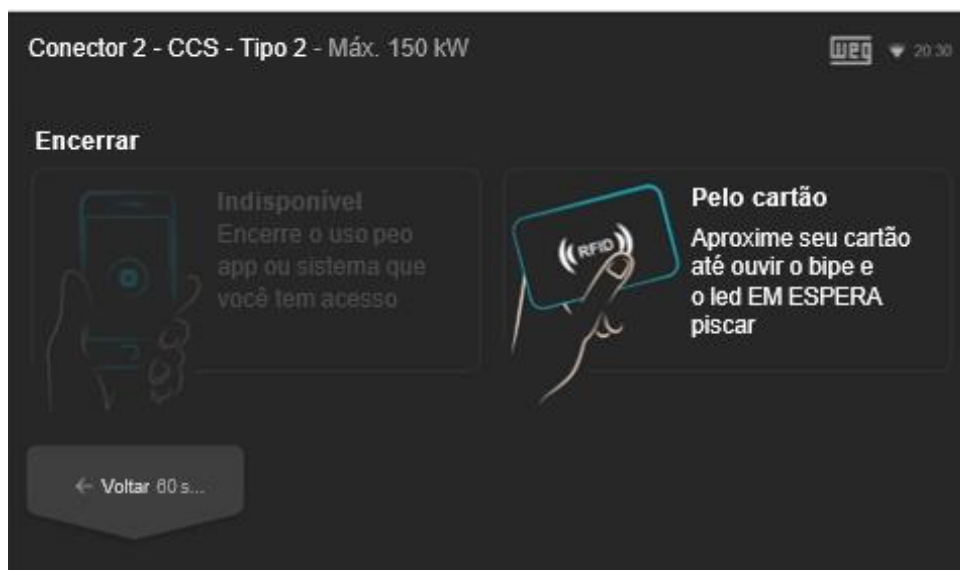 Conector 2 - CCS - Tipo 2 - Máx. 150 kW
WEG
20:30
Encerrar
Indisponível
Encerre o uso peo
app ou sistema que
você tem acesso
RFID
Pelo cartão
Aproxime seu cartão
até ouvir o bipe e
o led EM ESPERA
piscar
← Voltar 60 s...